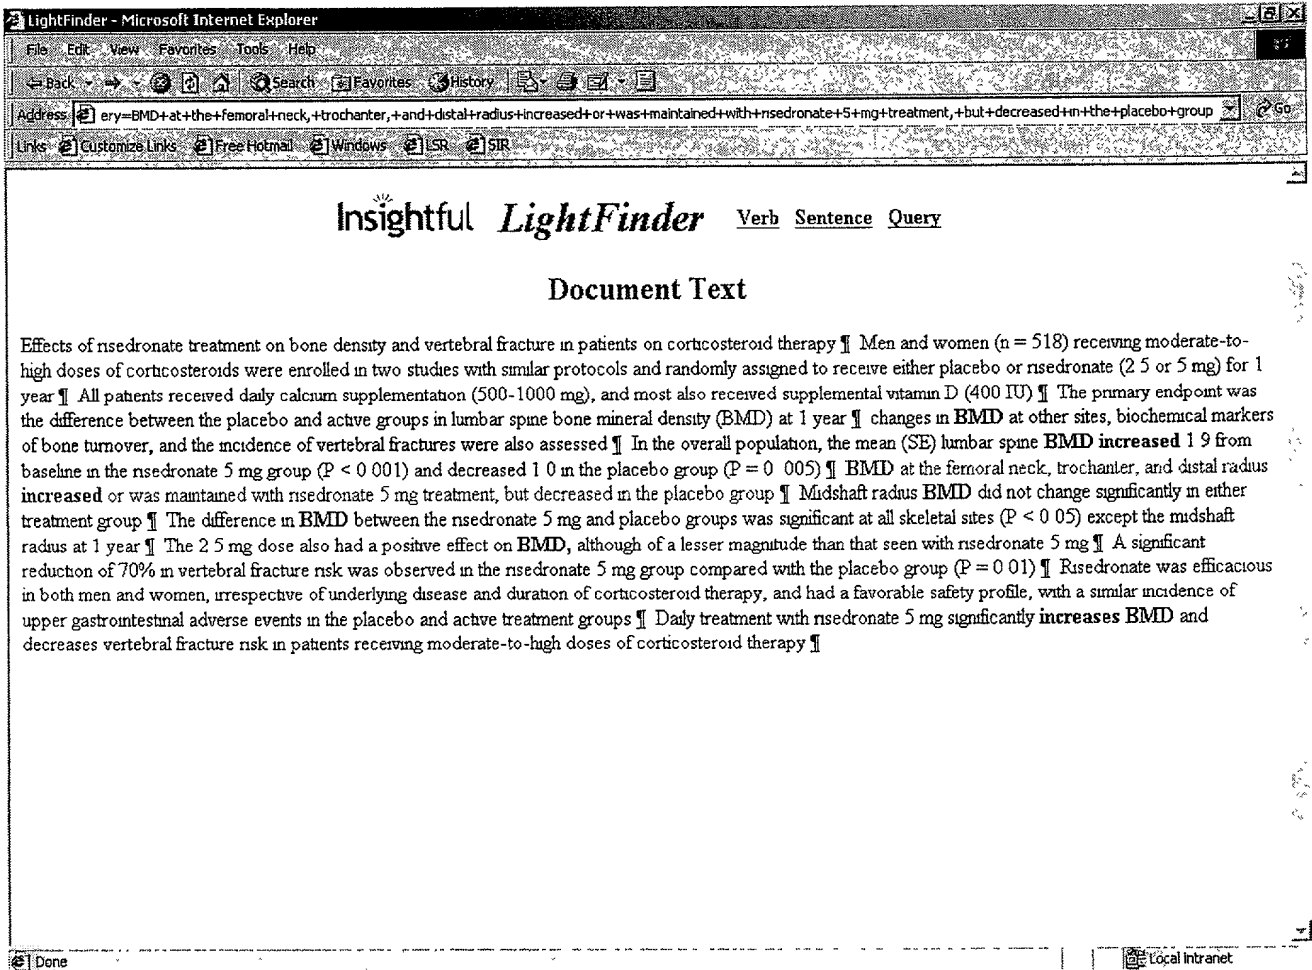 LightFinder - Microsoft Internet Explorer
File Edit View Favorites Tools Help
Back Search Favorites History
Address ery=BMD+at+the+femoral+neck,+trochanter,+and+distal+radius+increased+or+was+maintained+with+risedronate+5+mg+treatment,+but+decreased+in+the+placebo+group Go
Links Customize Links Free Hotmail Windows LSR SIR
Insightful LightFinder Verb Sentence Query
Document Text
Effects of risedronate treatment on bone density and vertebral fracture in patients on corticosteroid therapy ¶ Men and women (n = 518) receiving moderate-to-
high doses of corticosteroids were enrolled in two studies with similar protocols and randomly assigned to receive either placebo or risedronate (2 5 or 5 mg) for 1
year ¶ All patients received daily calcium supplementation (500-1000 mg), and most also received supplemental vitamin D (400 IU) ¶ The primary endpoint was
the difference between the placebo and active groups in lumbar spine bone mineral density (BMD) at 1 year ¶ changes in BMD at other sites, biochemical markers
of bone turnover, and the incidence of vertebral fractures were also assessed ¶ In the overall population, the mean (SE) lumbar spine BMD increased 1 9 from
baseline in the risedronate 5 mg group (P < 0 001) and decreased 1 0 in the placebo group (P = 0 005) ¶ BMD at the femoral neck, trochanter, and distal radius
increased or was maintained with risedronate 5 mg treatment, but decreased in the placebo group ¶ Midshaft radius BMD did not change significantly in either
treatment group ¶ The difference in BMD between the risedronate 5 mg and placebo groups was significant at all skeletal sites (P < 0 05) except the midshaft
radius at 1 year ¶ The 2 5 mg dose also had a positive effect on BMD, although of a lesser magnitude than that seen with risedronate 5 mg ¶ A significant
reduction of 70% in vertebral fracture risk was observed in the risedronate 5 mg group compared with the placebo group (P = 0 01) ¶ Risedronate was efficacious
in both men and women, irrespective of underlying disease and duration of corticosteroid therapy, and had a favorable safety profile, with a similar incidence of
upper gastrointestinal adverse events in the placebo and active treatment groups ¶ Daily treatment with risedronate 5 mg significantly increases BMD and
decreases vertebral fracture risk in patients receiving moderate-to-high doses of corticosteroid therapy ¶
Done Local intranet